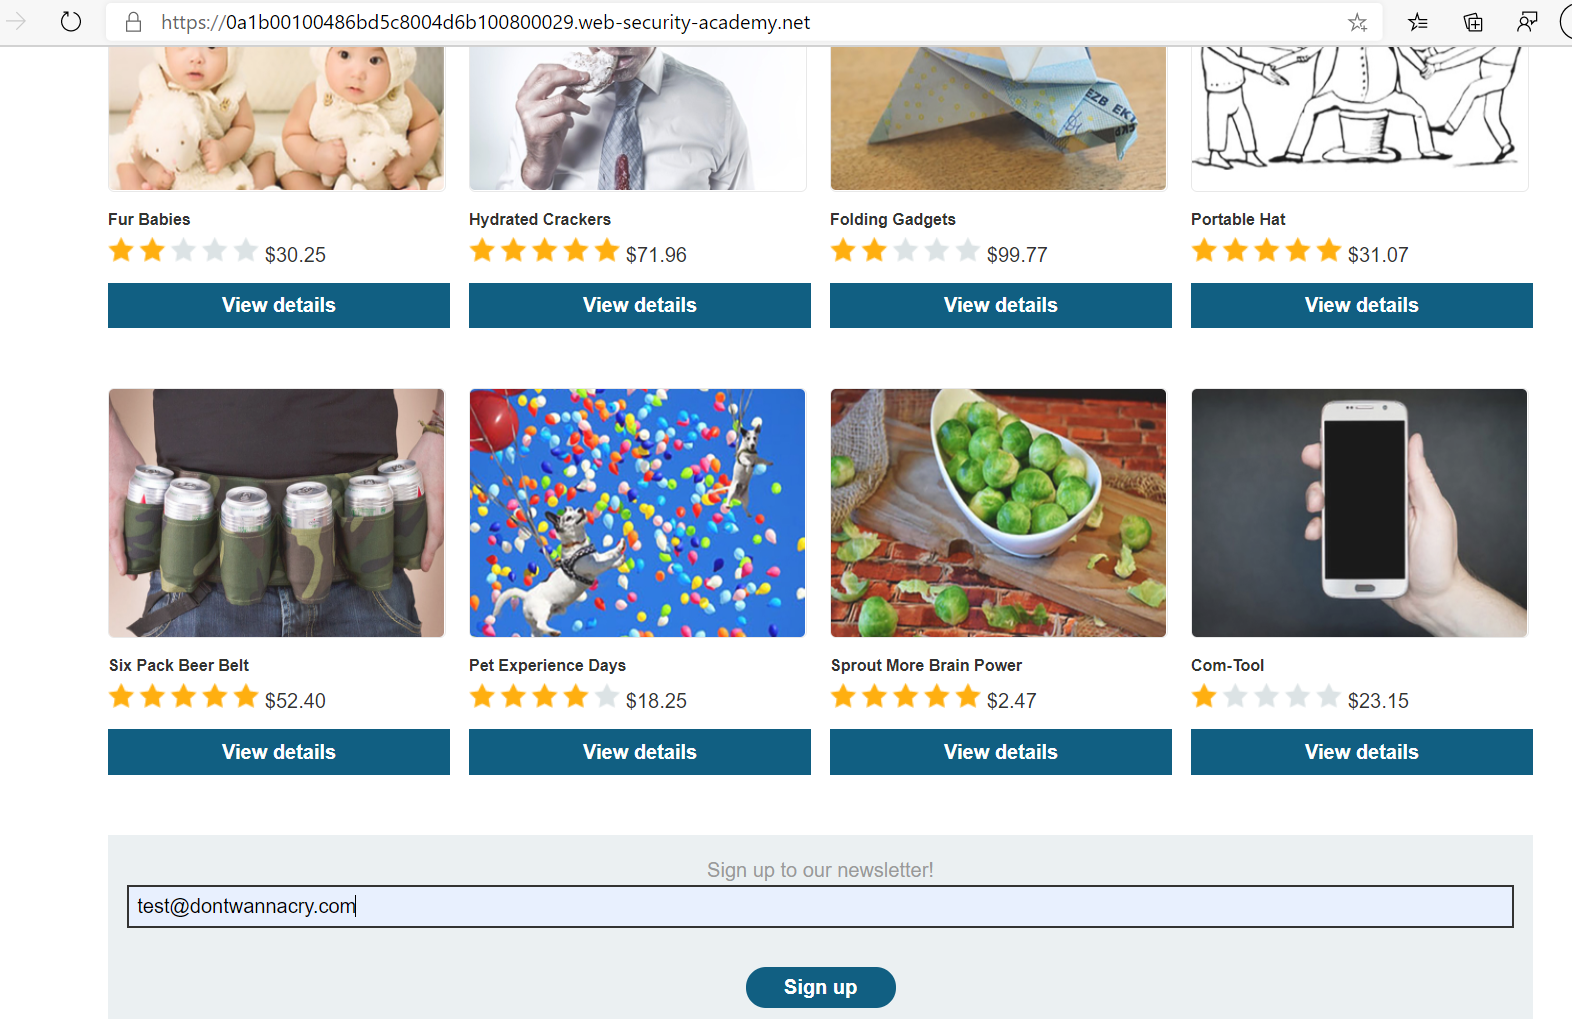 https://0a1b00100486bd5c8004d6b100800029.web-security-academy.net
EZB EK
Fur Babies
$30.25
View details
Hydrated Crackers
$71.96
View details
Folding Gadgets
$99.77
View details
Portable Hat
$31.07
View details
Six Pack Beer Belt
$52.40
View details
Pet Experience Days
$18.25
View details
Sprout More Brain Power
$2.47
View details
Com-Tool
$23.15
View details
Sign up to our newsletter!
test@dontwannacry.com
Sign up